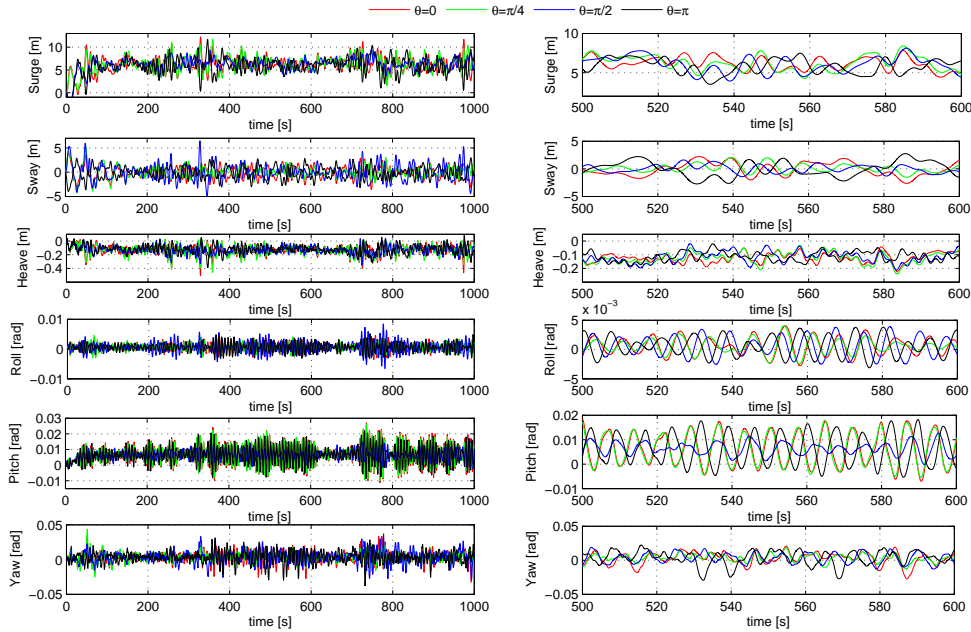 θ=0 θ=π/4 θ=π/2 θ=π
Surge [m]
10
5
0
0 200 400 600 800 1000
time [s]
Surge [m]
10
5
500 520 540 560 580 600
time [s]
Sway [m]
5
0
−5
0 200 400 600 800 1000
time [s]
Sway [m]
5
0
−5
500 520 540 560 580 600
time [s]
Heave [m]
0
−0.2
−0.4
0 200 400 600 800 1000
time [s]
Heave [m]
0
−0.1
−0.2
500 520 540 560 580 600
time [s]
Roll [rad]
0.01
0
−0.01
0 200 400 600 800 1000
time [s]
Roll [rad]
5 x 10⁻³
0
−5
500 520 540 560 580 600
time [s]
Pitch [rad]
0.03
0.02
0.01
0
−0.01
0 200 400 600 800 1000
time [s]
Pitch [rad]
0.02
0.01
0
−0.01
500 520 540 560 580 600
time [s]
Yaw [rad]
0.05
0
−0.05
0 200 400 600 800 1000
time [s]
Yaw [rad]
0.05
0
−0.05
500 520 540 560 580 600
time [s]